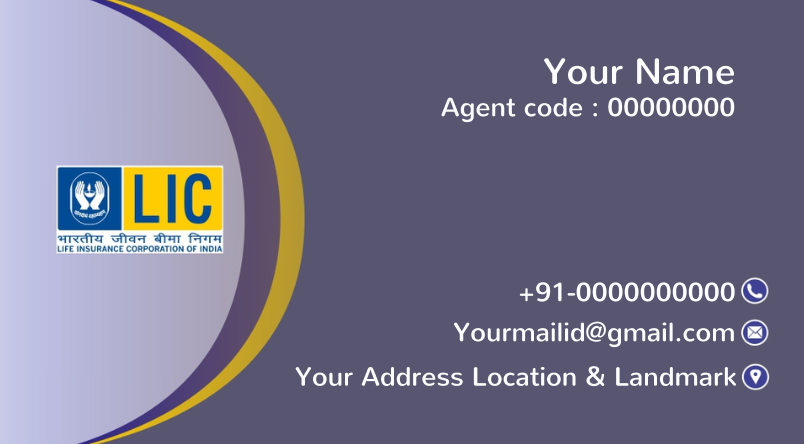 Your Name
Agent code : 00000000
LIC
भारतीय जीवन बीमा निगम
LIFE INSURANCE CORPORATION OF INDIA
+91-0000000000
Yourmailid@gmail.com
Your Address Location & Landmark